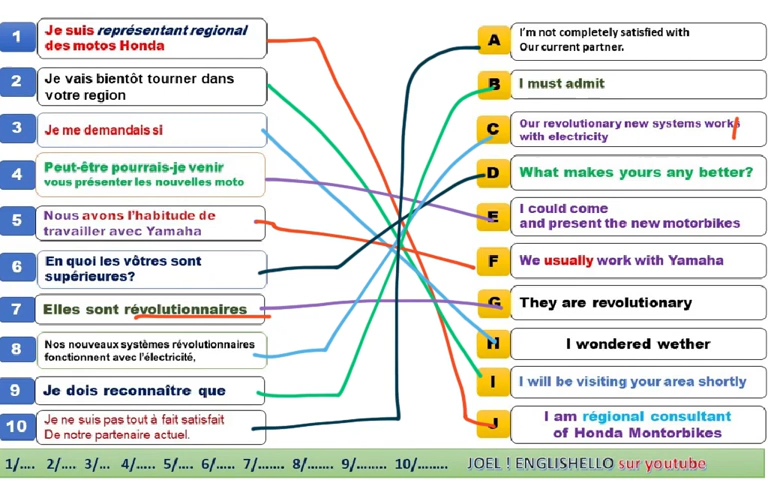 1
Je suis représentant regional
des motos Honda
2
Je vais bientôt tourner dans
votre region
3
Je me demandais si
4
Peut-être pourrais-je venir
vous présenter les nouvelles moto
5
Nous avons l'habitude de
travailler avec Yamaha
6
En quoi les vôtres sont
supérieures?
7
Elles sont révolutionnaires
8
Nos nouveaux systèmes révolutionnaires
fonctionnent avec l'électricité,
9
Je dois reconnaître que
10
Je ne suis pas tout à fait satisfait
De notre partenaire actuel.
A
I'm not completely satisfied with
Our current partner.
B
I must admit
C
Our revolutionary new systems works
with electricity
D
What makes yours any better?
E
I could come
and present the new motorbikes
F
We usually work with Yamaha
G
They are revolutionary
H
I wondered wether
I
I will be visiting your area shortly
J
I am régional consultant
of Honda Montorbikes
1/.... 2/.... 3/... 4/..... 5/.... 6/..... 7/....... 8/....... 9/........ 10/........ JOEL ! ENGLISHELLO sur youtube